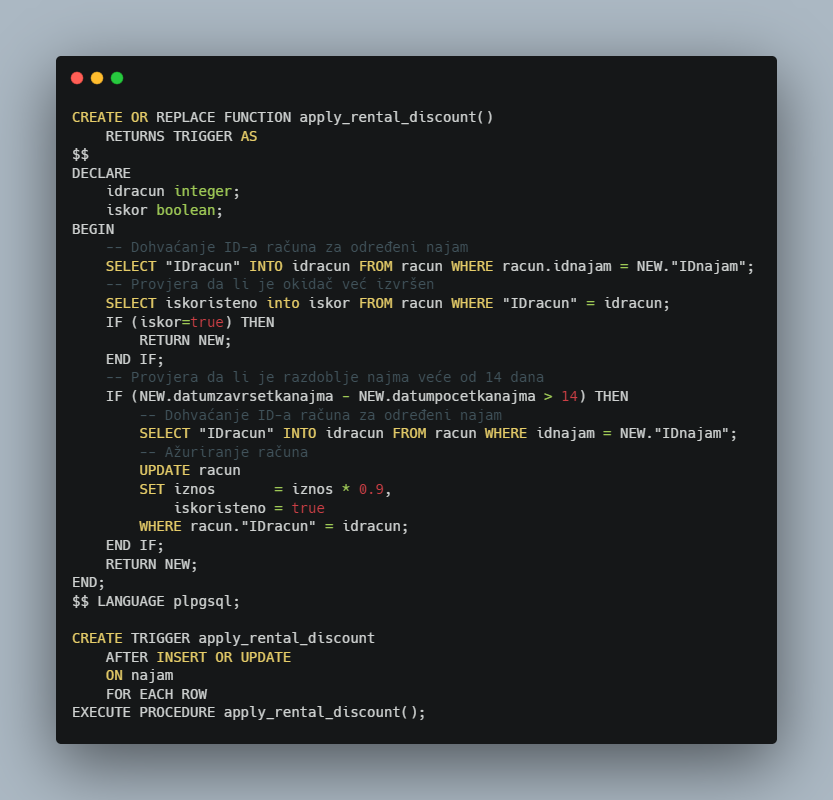 CREATE OR REPLACE FUNCTION apply_rental_discount()
    RETURNS TRIGGER AS
$$
DECLARE
    idracun integer;
    iskor boolean;
BEGIN
    -- Dohvaćanje ID-a računa za određeni najam
    SELECT "IDracun" INTO idracun FROM racun WHERE racun.idnajam = NEW."IDnajam";
    -- Provjera da li je okidač već izvršen
    SELECT iskoristeno into iskor FROM racun WHERE "IDracun" = idracun;
    IF (iskor=true) THEN
        RETURN NEW;
    END IF;
    -- Provjera da li je razdoblje najma veće od 14 dana
    IF (NEW.datumzavrsetkanajma - NEW.datumpocetkanajma > 14) THEN
        -- Dohvaćanje ID-a računa za određeni najam
        SELECT "IDracun" INTO idracun FROM racun WHERE idnajam = NEW."IDnajam";
        -- Ažuriranje računa
        UPDATE racun
        SET iznos       = iznos * 0.9,
            iskoristeno = true
        WHERE racun."IDracun" = idracun;
    END IF;
    RETURN NEW;
END;
$$ LANGUAGE plpgsql;

CREATE TRIGGER apply_rental_discount
    AFTER INSERT OR UPDATE
    ON najam
    FOR EACH ROW
EXECUTE PROCEDURE apply_rental_discount();